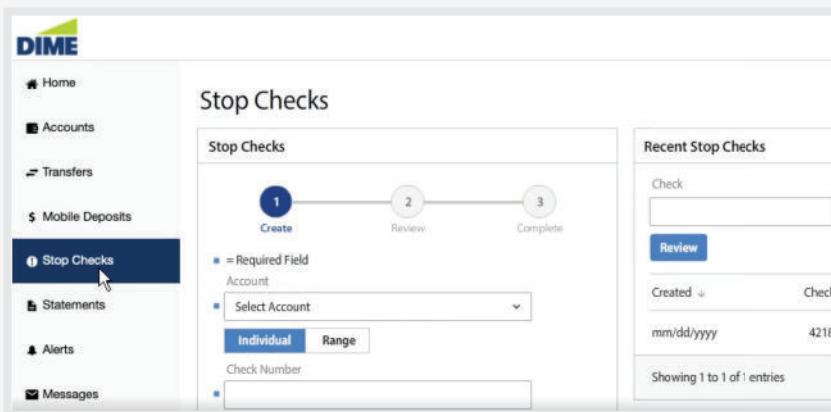 DIME
Home
Accounts
Transfers
$ Mobile Deposits
Stop Checks
Statements
Alerts
Messages
Stop Checks
Stop Checks
1
2
3
Create
Review
Complete
= Required Field
Account
Select Account
Individual
Range
Check Number
Recent Stop Checks
Check
Review
Created ↓
Check
mm/dd/yyyy
4218
Showing 1 to 1 of 1 entries